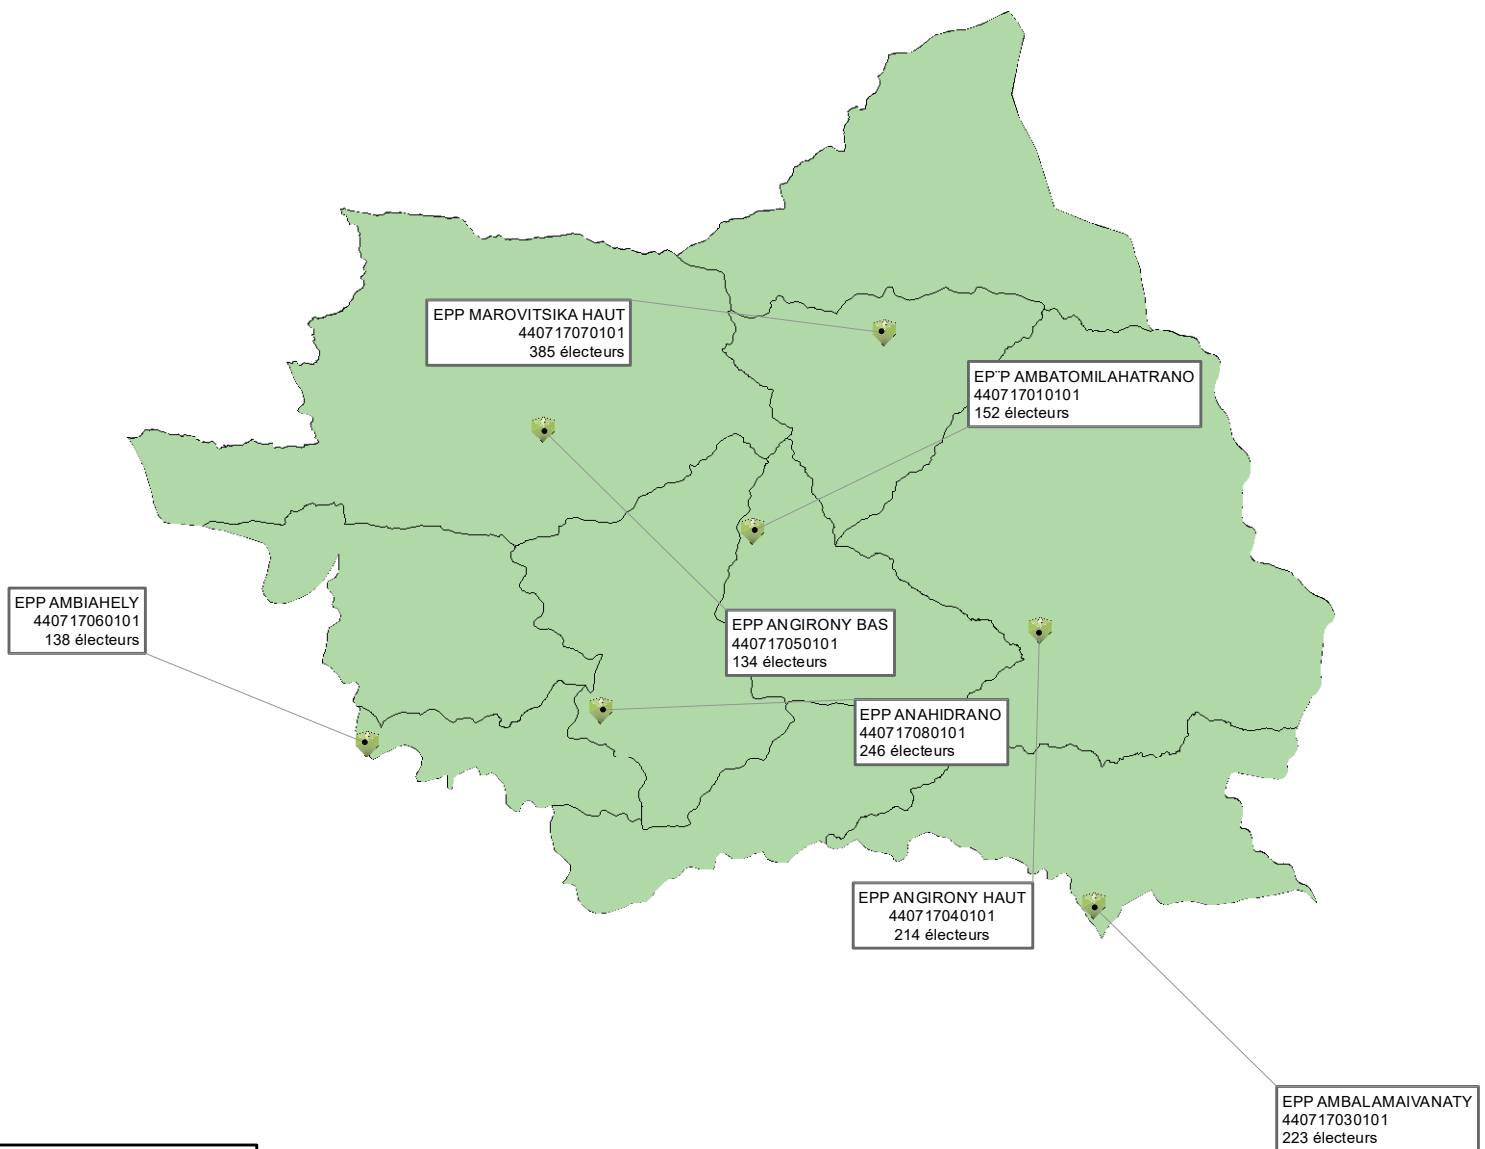 EPP MAROVITSIKA HAUT
440717070101
385 électeurs
EP¨P AMBATOMILAHATRANO
440717010101
152 électeurs
EPP AMBIAHELY
440717060101
138 électeurs
EPP ANGIRONY BAS
440717050101
134 électeurs
EPP ANAHIDRANO
440717080101
246 électeurs
EPP ANGIRONY HAUT
440717040101
214 électeurs
EPP AMBALAMAIVANATY
440717030101
223 électeurs